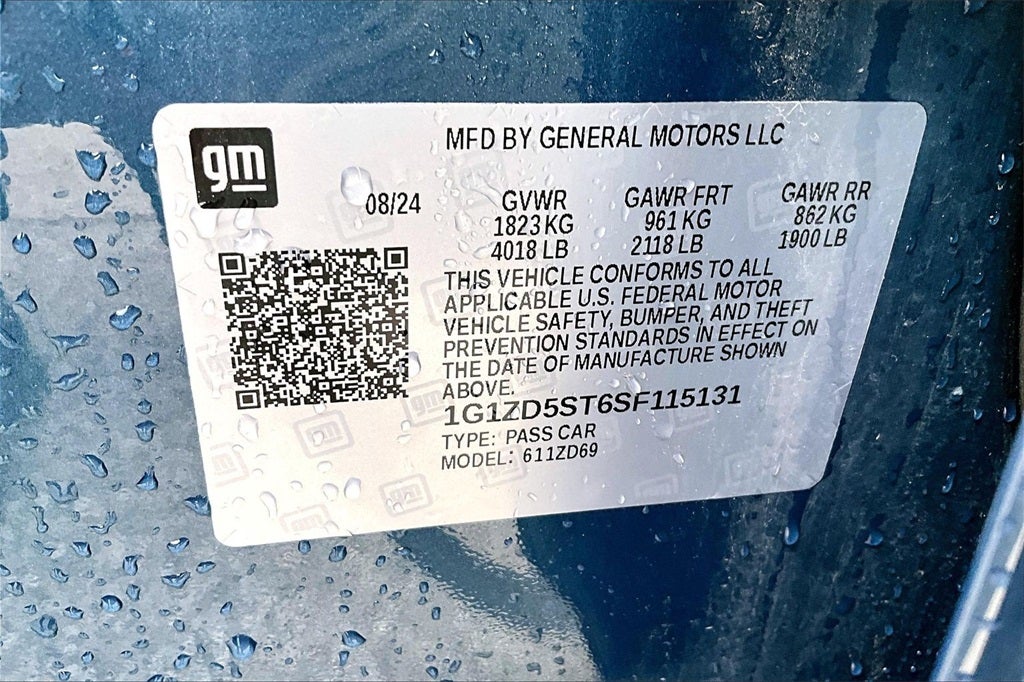 gm
MFD BY GENERAL MOTORS LLC
08/24
GVWR GAWR FRT GAWR RR
1823 KG 961 KG 862 KG
4018 LB 2118 LB 1900 LB
THIS VEHICLE CONFORMS TO ALL
APPLICABLE U.S. FEDERAL MOTOR
VEHICLE SAFETY, BUMPER, AND THEFT
PREVENTION STANDARDS IN EFFECT ON
THE DATE OF MANUFACTURE SHOWN
ABOVE.
1G1ZD5ST6SF115131
TYPE: PASS CAR
MODEL: 611ZD69